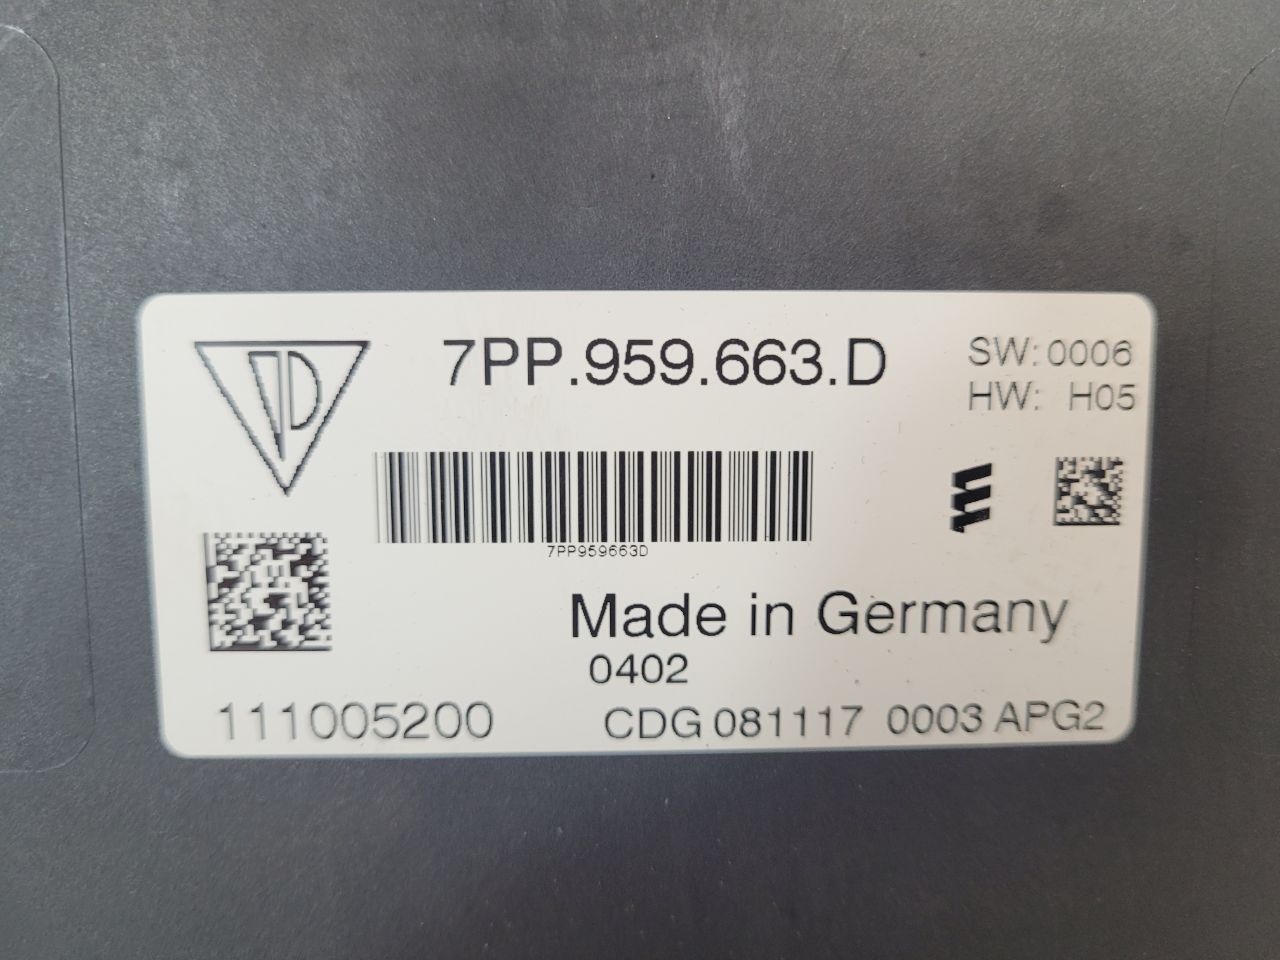 7PP.959.663.D
SW: 0006
HW: H05
7PP959663D
Made in Germany
0402
111005200
CDG 081117 0003 APG2